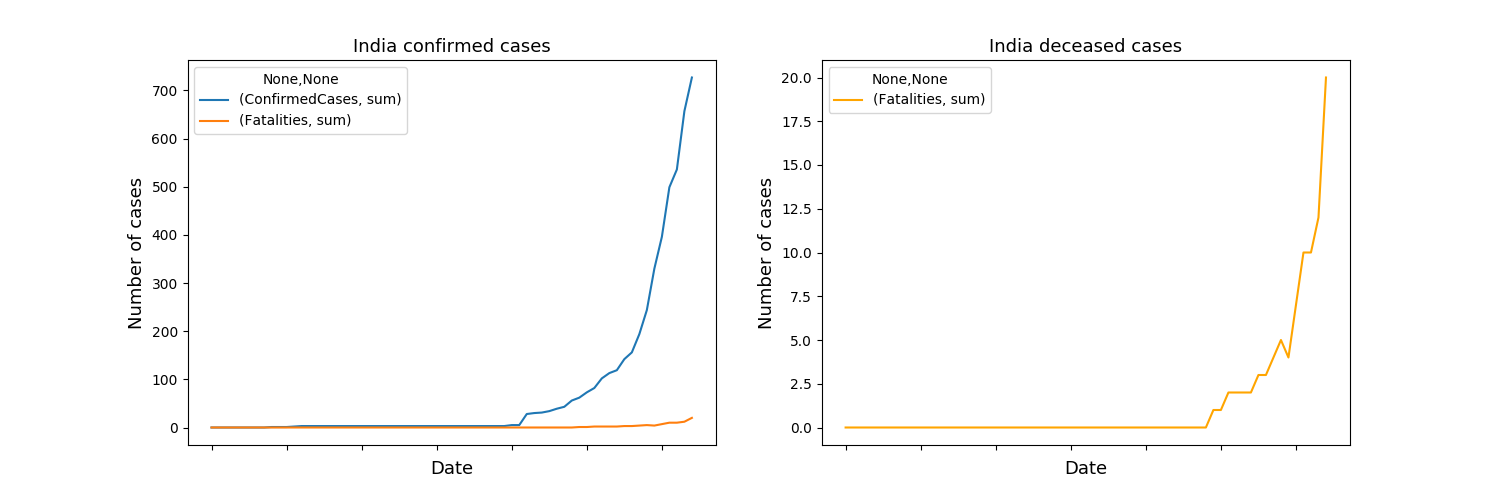 India confirmed cases
None,None
(ConfirmedCases, sum)
(Fatalities, sum)
700
600
500
400
300
200
100
0
Number of cases
Date
India deceased cases
None,None
(Fatalities, sum)
20.0
17.5
15.0
12.5
10.0
7.5
5.0
2.5
0.0
Number of cases
Date